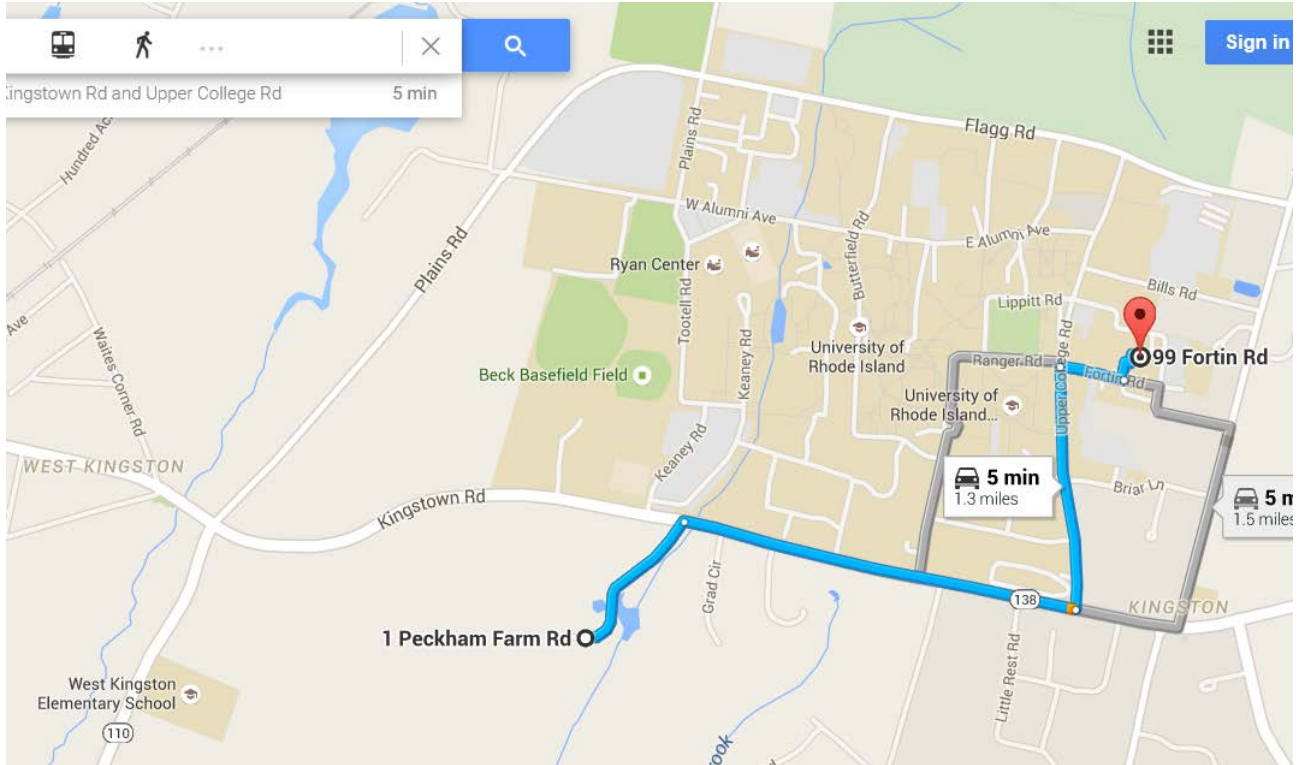 Sign in
Kingstown Rd and Upper College Rd 5 min
Flagg Rd
Plains Rd
Hundred
W Alumni Ave
E Alumni Ave
Plains Rd
Butterfield Rd
Ryan Center
Bills Rd
Lippitt Rd
Tootell Rd
Ave
Waites Corner Rd
Keaney Rd
University of
Rhode Island
Upper College Rd
99 Fortin Rd
Ranger Rd
Fortin Rd
Beck Basefield Field
University of
Rhode Island...
Keaney Rd
WEST KINGSTON
5 min
1.3 miles
Briar Ln
Kingstown Rd
1.5 miles
Grad Cir
138
KINGSTON
1 Peckham Farm Rd
Little Rest Rd
West Kingston
Elementary School
110